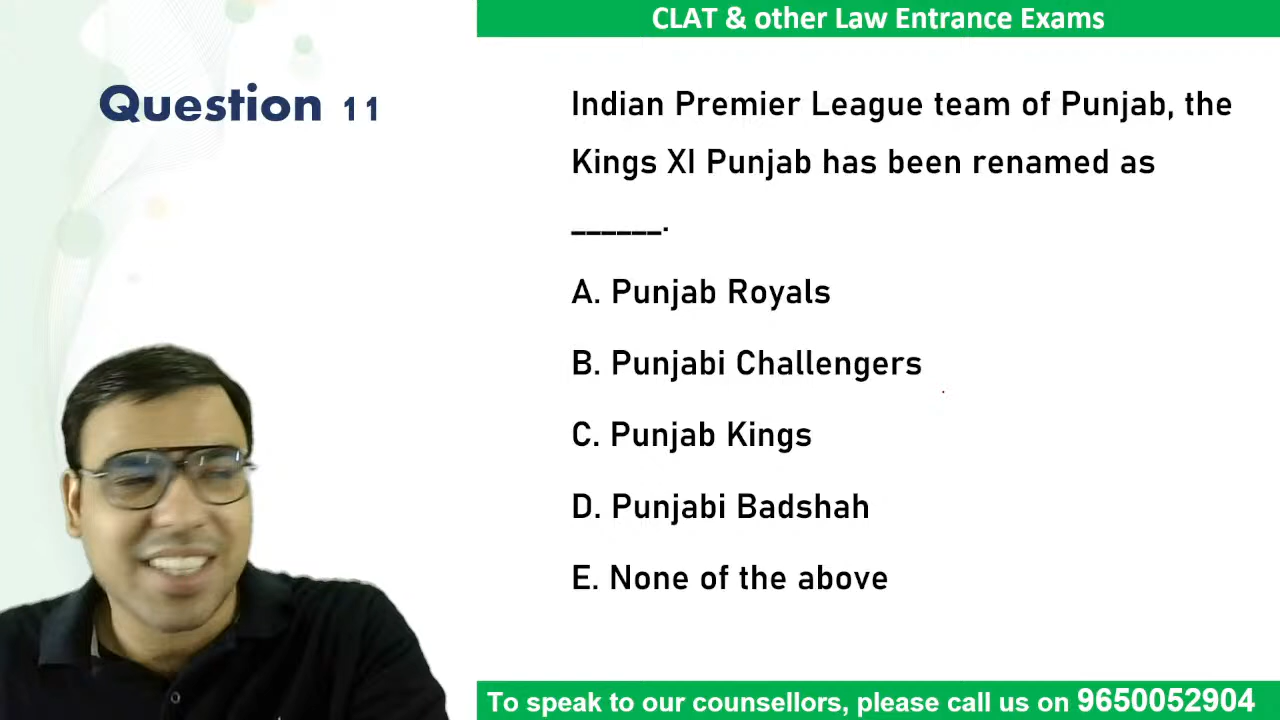 CLAT & other Law Entrance Exams
Question 11
Indian Premier League team of Punjab, the
Kings XI Punjab has been renamed as
______.
A. Punjab Royals
B. Punjabi Challengers
C. Punjab Kings
D. Punjabi Badshah
E. None of the above
To speak to our counsellors, please call us on 9650052904